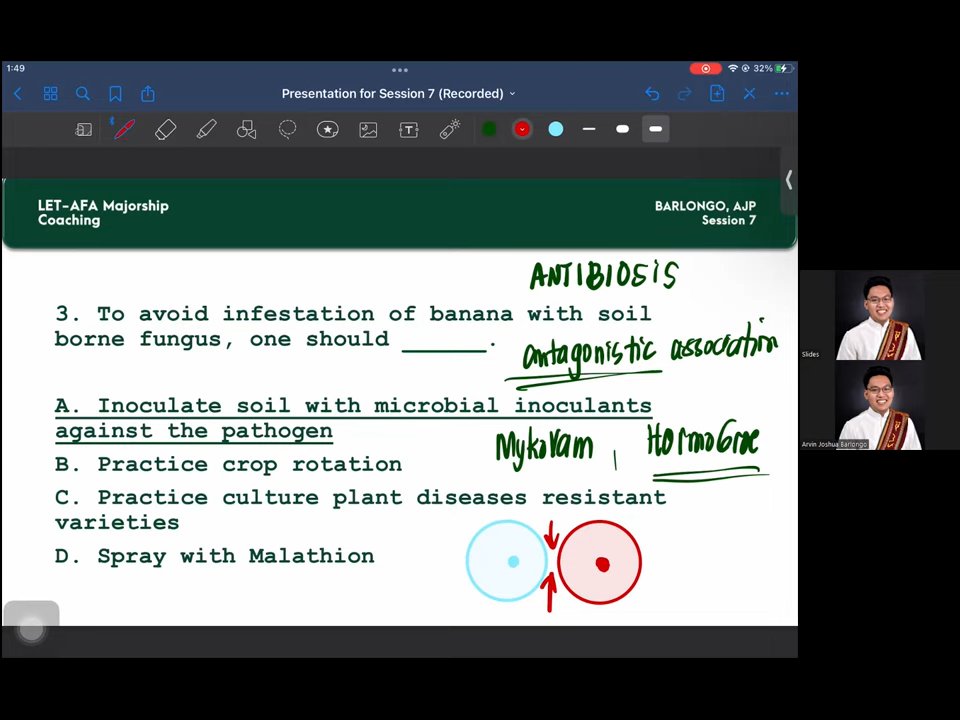 1:49
32%
Presentation for Session 7 (Recorded)
LET-AFA Majorship
Coaching
BARLONGO, AJP
Session 7
ANTIBIOSIS
3. To avoid infestation of banana with soil
borne fungus, one should ______.
antagonistic association
A. Inoculate soil with microbial inoculants
against the pathogen
Mykovam, HormoGroe
B. Practice crop rotation
C. Practice culture plant diseases resistant
varieties
D. Spray with Malathion
Slides
Arvin Joshua Barlongo